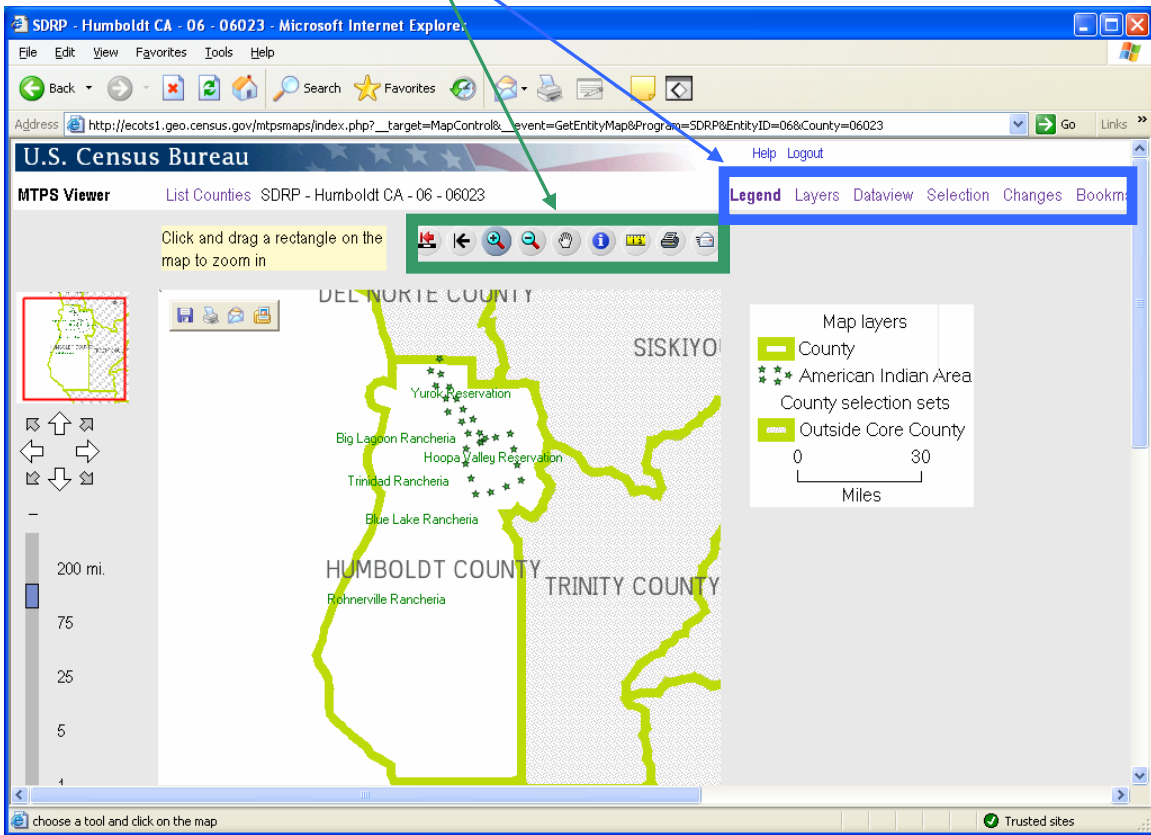 SDRP - Humboldt CA - 06 - 06023 - Microsoft Internet Explorer
File Edit View Favorites Tools Help
Back Search Favorites
Address http://ecots1.geo.census.gov/mtpsmaps/index.php?__target=MapControl&__event=GetEntityMap&Program=SDRP&EntityID=06&County=06023 Go Links »
U.S. Census Bureau Help Logout
MTPS Viewer List Counties SDRP - Humboldt CA - 06 - 06023 Legend Layers Dataview Selection Changes Bookm
Click and drag a rectangle on the
map to zoom in
DEL NORTE COUNTY
SISKIYO
Yurok Reservation
Big Lagoon Rancheria
Hoopa Valley Reservation
Trinidad Rancheria
Blue Lake Rancheria
HUMBOLDT COUNTY
TRINITY COUNTY
Rohnerville Rancheria
Map layers
County
American Indian Area
County selection sets
Outside Core County
0 30
Miles
200 mi.
75
25
5
choose a tool and click on the map Trusted sites